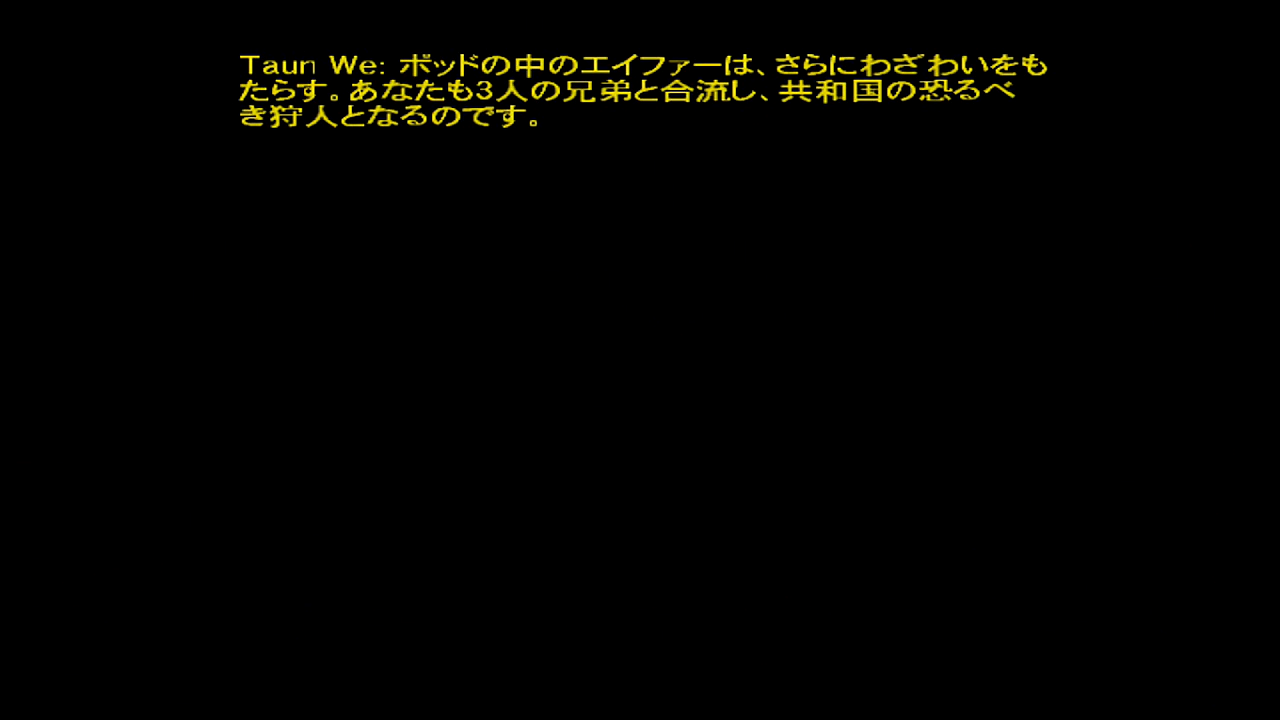 Taun We: ポッドの中のエイファーは、さらにわざわいをも
たらす。あなたも3人の兄弟と合流し、共和国の恐るべ
き狩人となるのです。